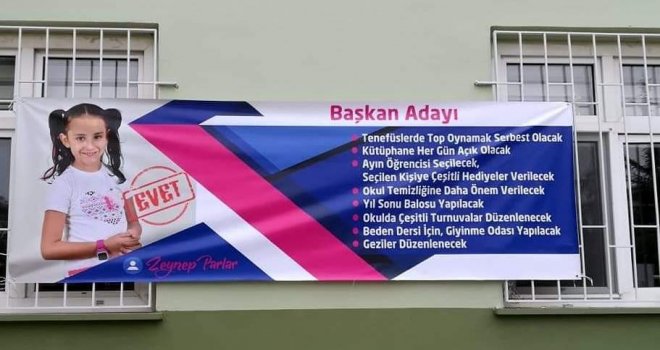 Başkan Adayı
Tenefüslerde Top Oynamak Serbest Olacak
Kütüphane Her Gün Açık Olacak
Ayın Öğrencisi Seçilecek,
Seçilen Kişiye Çeşitli Hediyeler Verilecek
Okul Temizliğine Daha Önem Verilecek
Yıl Sonu Balosu Yapılacak
Okulda Çeşitli Turnuvalar Düzenlenecek
Beden Dersi İçin, Giyinme Odası Yapılacak
Geziler Düzenlenecek
EVET
Zeynep Parlar